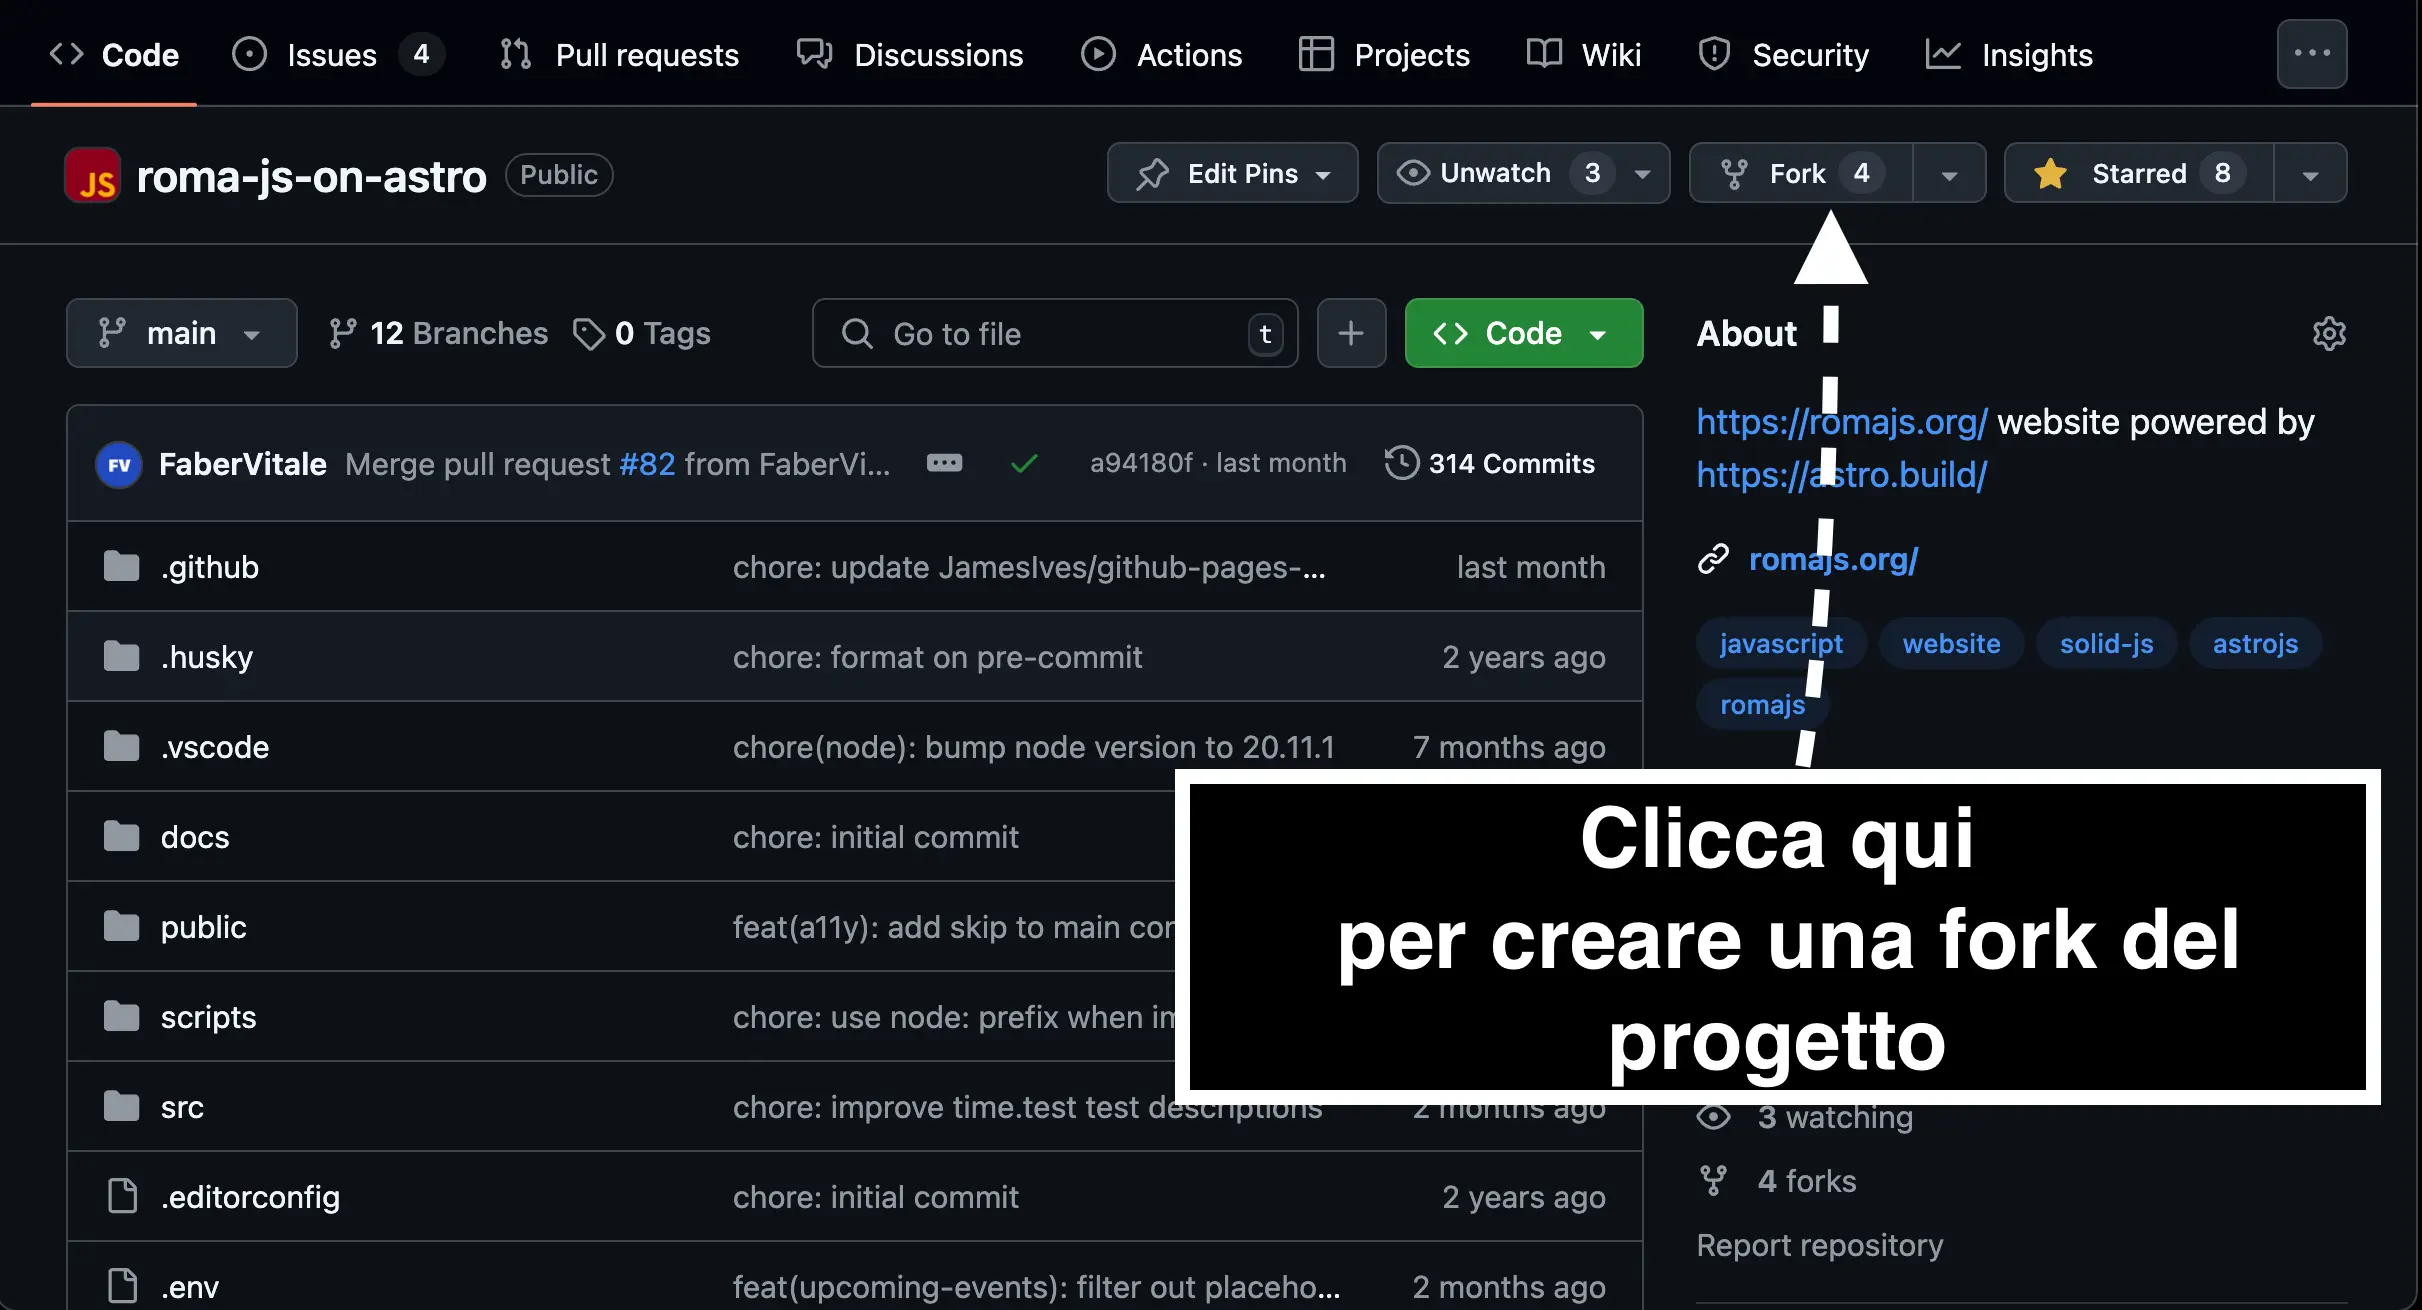 Code Issues 4 Pull requests Discussions Actions Projects Wiki Security Insights
JS roma-js-on-astro Public Edit Pins Unwatch 3 Fork 4 Starred 8
main 12 Branches 0 Tags Go to file t Code
FV FaberVitale Merge pull request #82 from FaberVi... a94180f · last month 314 Commits
.github chore: update JamesIves/github-pages-... last month
.husky chore: format on pre-commit 2 years ago
.vscode chore(node): bump node version to 20.11.1 7 months ago
docs chore: initial commit
public feat(a11y): add skip to main
scripts chore: use node: prefix when
src chore: improve time.test test descriptions 2 months ago
.editorconfig chore: initial commit 2 years ago
.env feat(upcoming-events): filter out placeho... 2 months ago
About
https://romajs.org/ website powered by
https://astro.build/
romajs.org/
javascript website solid-js astrojs
romajs
Clicca qui
per creare una fork del
progetto
3 watching
4 forks
Report repository